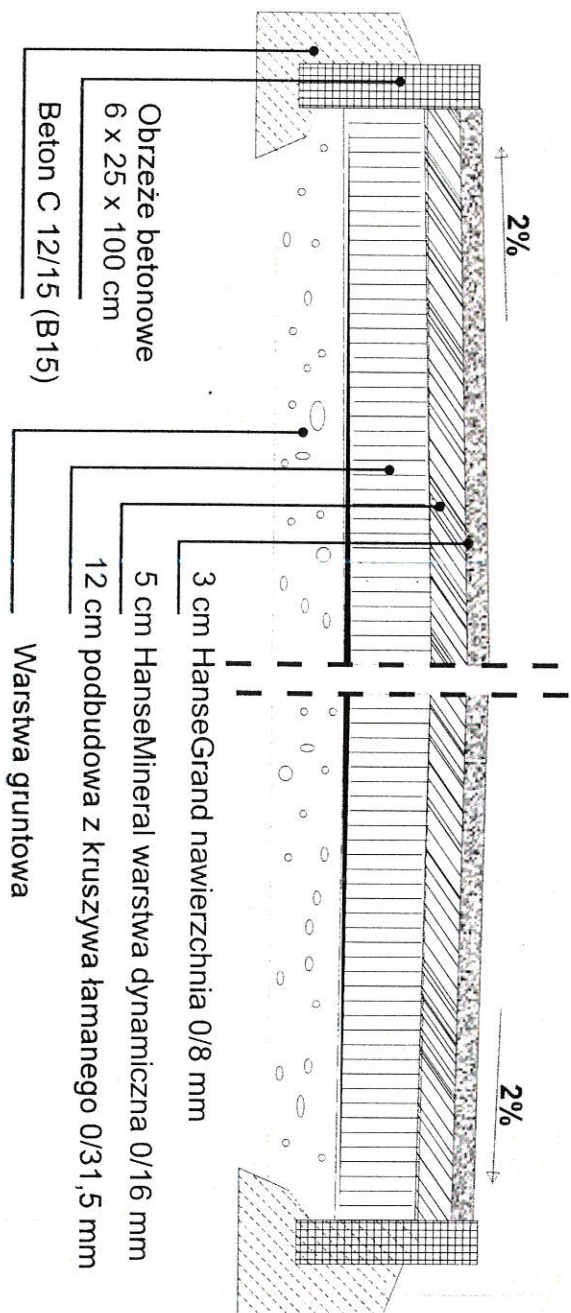 2%
2%
Obrzeże betonowe
6 x 25 x 100 cm
Beton C 12/15 (B15)
3 cm HanseGrand nawierzchnia 0/8 mm
5 cm HanseMineral warstwa dynamiczna 0/16 mm
12 cm podbudowa z kruszywa łamanego 0/31,5 mm
Warstwa gruntowa